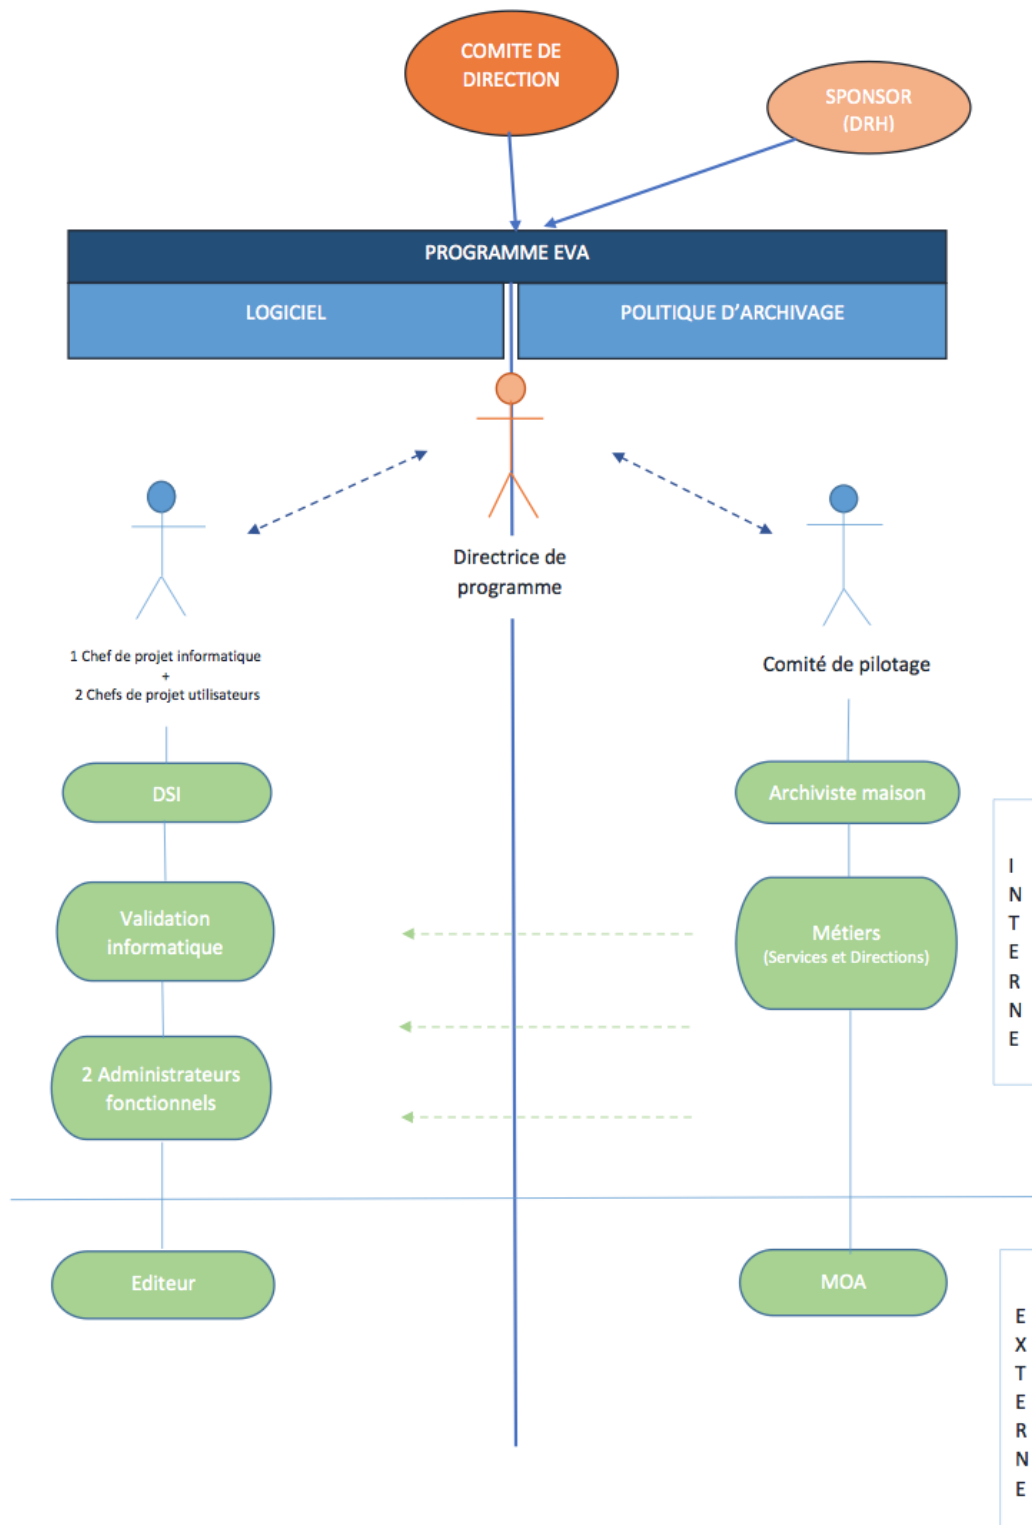 COMITE DE
DIRECTION
SPONSOR
(DRH)
PROGRAMME EVA
LOGICIEL
POLITIQUE D’ARCHIVAGE
Directrice de
programme
1 Chef de projet informatique
+
2 Chefs de projet utilisateurs
Comité de pilotage
DSI
Archiviste maison
Validation
informatique
Métiers
(Services et Directions)
2 Administrateurs
fonctionnels
I
N
T
E
R
N
E
Editeur
MOA
E
X
T
E
R
N
E